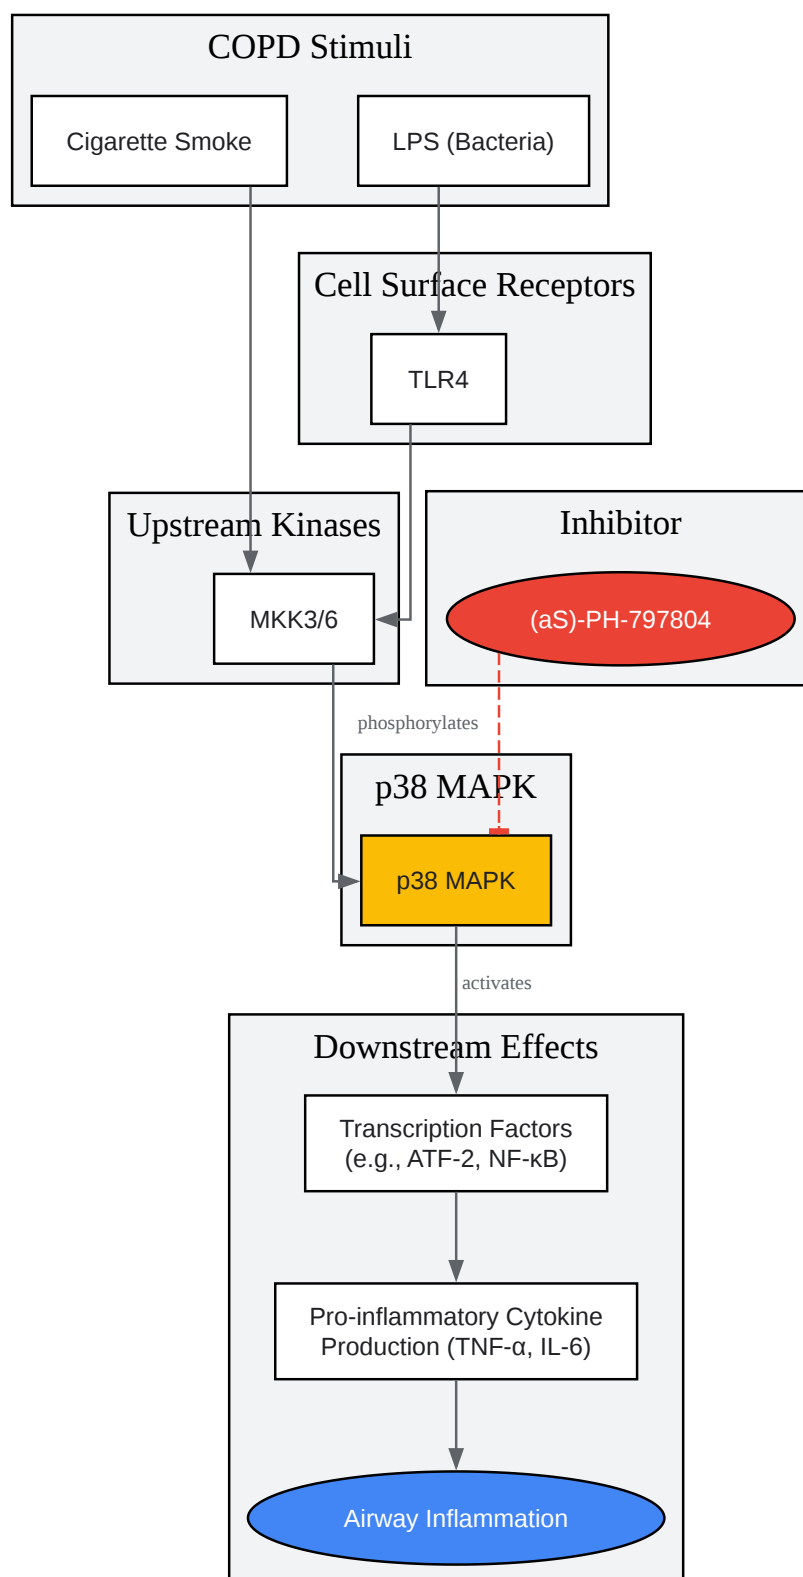 COPD Stimuli
Cigarette Smoke
LPS (Bacteria)
Cell Surface Receptors
TLR4
Upstream Kinases
MKK3/6
Inhibitor
(aS)-PH-797804
phosphorylates
p38 MAPK
p38 MAPK
activates
Downstream Effects
Transcription Factors
(e.g., ATF-2, NF-κB)
Pro-inflammatory Cytokine
Production (TNF-α, IL-6)
Airway Inflammation